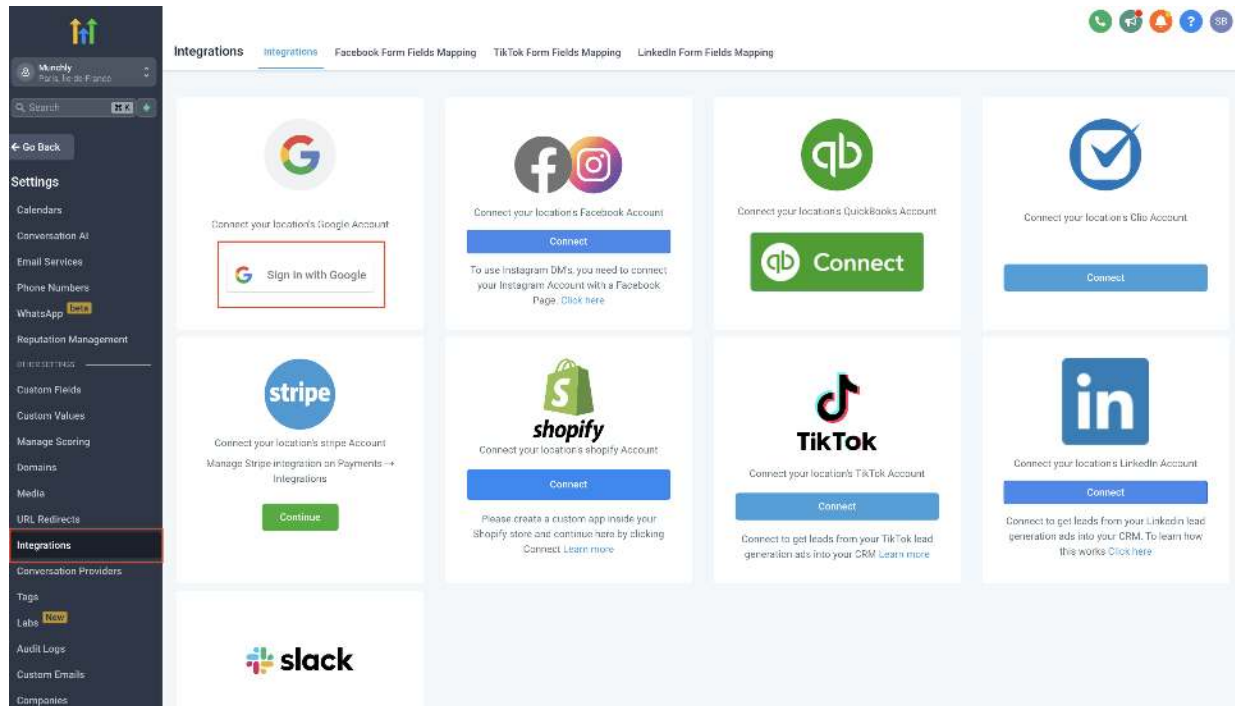 Munchly
Paris, Île-de-France
Search
⌘ K
← Go Back
Settings
Calendars
Conversation AI
Email Services
Phone Numbers
WhatsApp beta
Reputation Management
OTHER SETTINGS
Custom Fields
Custom Values
Manage Scoring
Domains
Media
URL Redirects
Integrations
Conversation Providers
Tags
Labs New
Audit Logs
Custom Emails
Companies
Integrations
Integrations
Facebook Form Fields Mapping
TikTok Form Fields Mapping
LinkedIn Form Fields Mapping
?
SB
G
Connect your location's Google Account
G Sign in with Google
f
Connect your location's Facebook Account
Connect
To use Instagram DM's, you need to connect
your Instagram Account with a Facebook
Page. Click here
qb
Connect your location's QuickBooks Account
qb Connect
Connect your location's Clio Account
Connect
stripe
Connect your location's stripe Account
Manage Stripe integration on Payments →
Integrations
Continue
S
shopify
Connect your location's shopify Account
Connect
Please create a custom app inside your
Shopify store and continue here by clicking
Connect Learn more
TikTok
Connect your location's TikTok Account
Connect
Connect to get leads from your TikTok lead
generation ads into your CRM Learn more
in
Connect your location's LinkedIn Account
Connect
Connect to get leads from your Linkedin lead
generation ads into your CRM. To learn how
this works Click here
slack